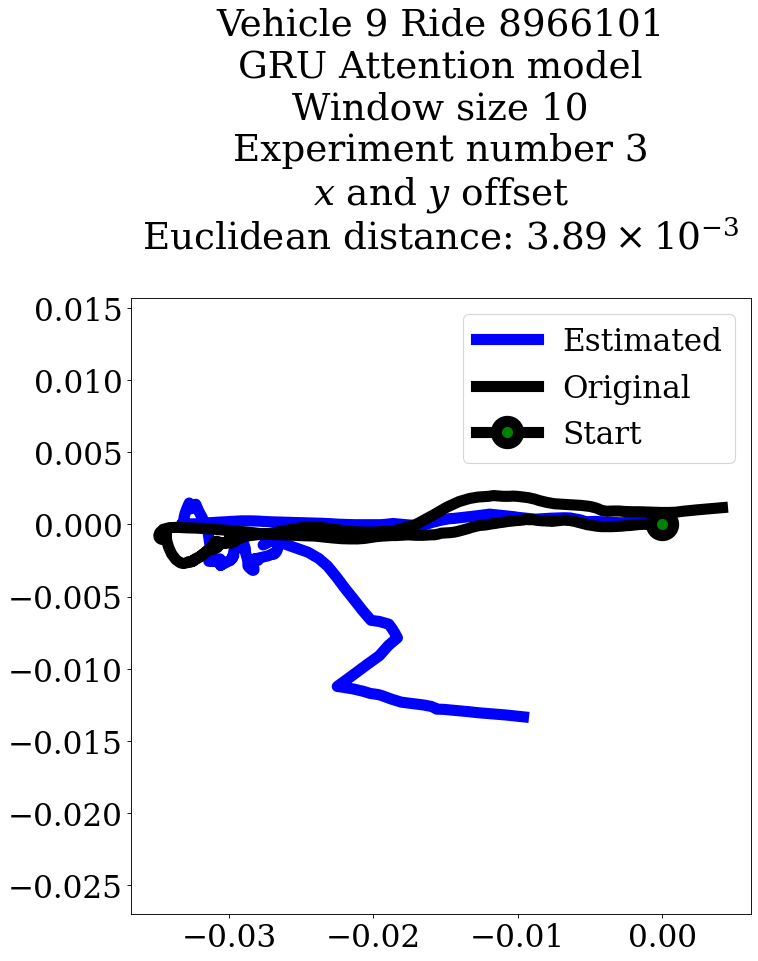 Vehicle 9 Ride 8966101
GRU Attention model
Window size 10
Experiment number 3
x and y offset
Euclidean distance: 3.89 × 10⁻³
Estimated
Original
Start
0.015
0.010
0.005
0.000
−0.005
−0.010
−0.015
−0.020
−0.025
−0.03 −0.02 −0.01 0.00